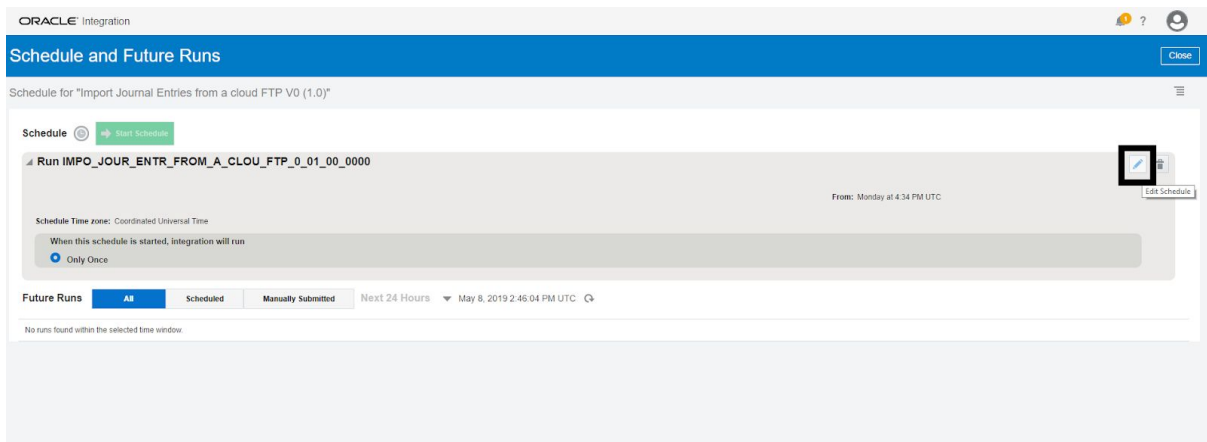 ORACLE Integration
1 ?
Schedule and Future Runs
Close
Schedule for "Import Journal Entries from a cloud FTP V0 (1.0)"
Schedule Start Schedule
Run IMPO_JOUR_ENTR_FROM_A_CLOU_FTP_0_01_00_0000
Edit Schedule
From: Monday at 4:34 PM UTC
Schedule Time zone: Coordinated Universal Time
When this schedule is started, integration will run
Only Once
Future Runs All Scheduled Manually Submitted Next 24 Hours May 8, 2019 2:46:04 PM UTC
No runs found within the selected time window.